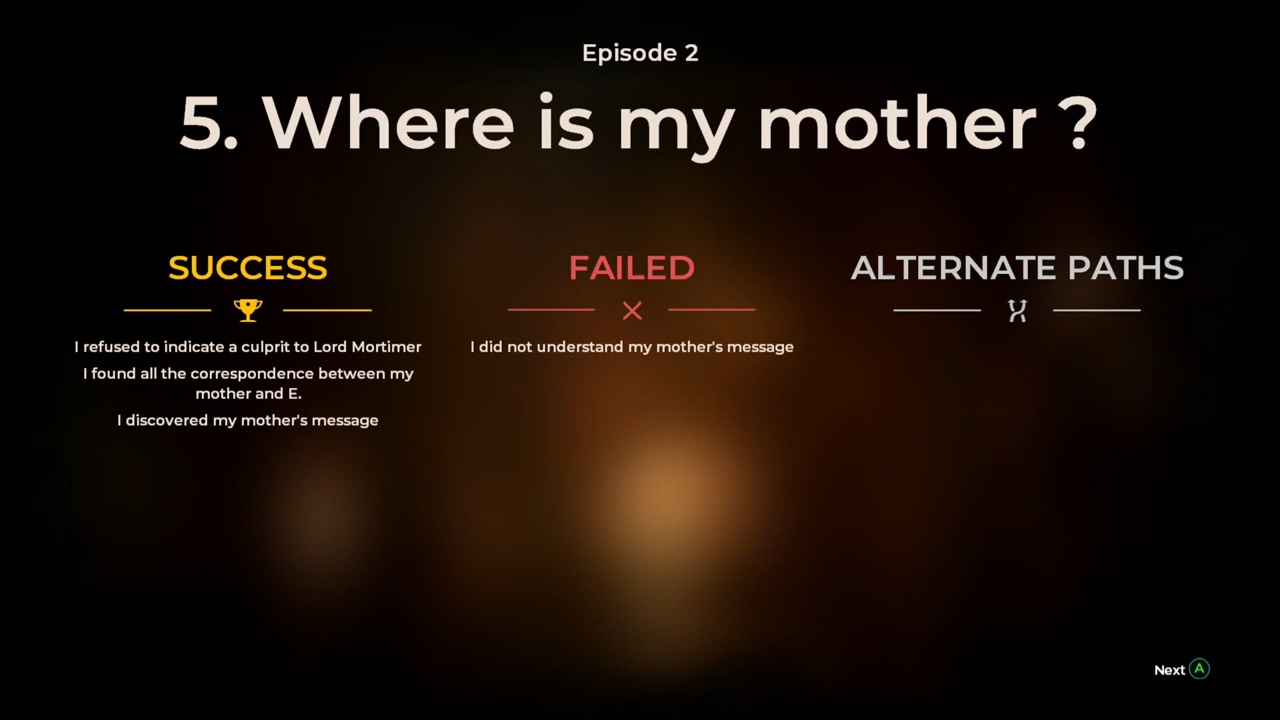 Episode 2
5. Where is my mother ?
SUCCESS
I refused to indicate a culprit to Lord Mortimer
I found all the correspondence between my
mother and E.
I discovered my mother's message
FAILED
I did not understand my mother's message
ALTERNATE PATHS
Next A